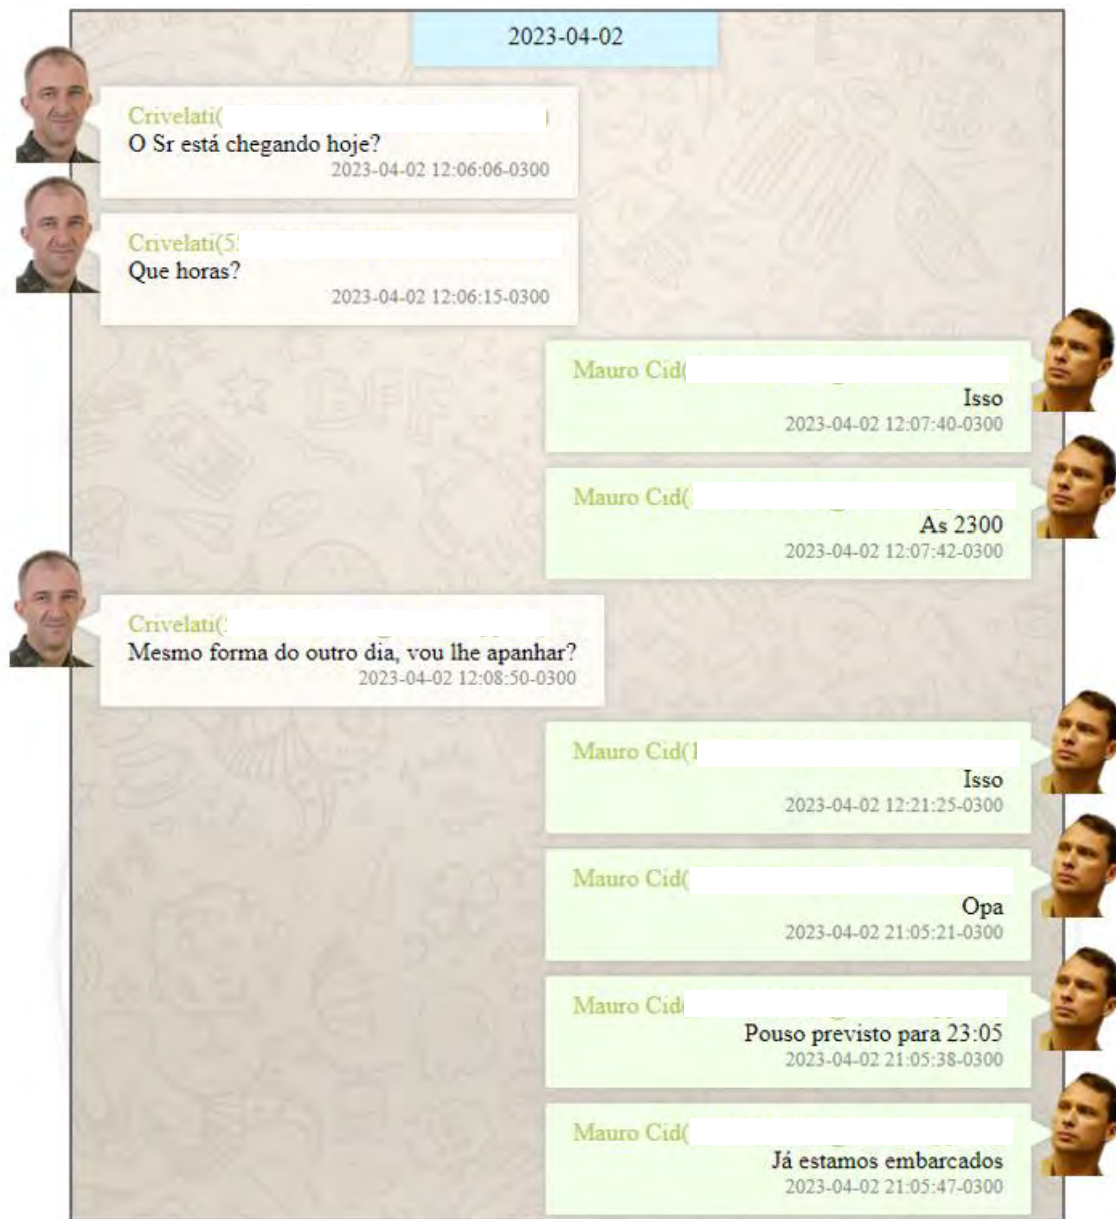 2023-04-02
Crivelati(
O Sr está chegando hoje?
2023-04-02 12:06:06-0300
Crivelati(5
Que horas?
2023-04-02 12:06:15-0300
Mauro Cid(
Isso
2023-04-02 12:07:40-0300
Mauro Cid(
As 2300
2023-04-02 12:07:42-0300
Crivelati(
Mesmo forma do outro dia, vou lhe apanhar?
2023-04-02 12:08:50-0300
Mauro Cid(1
Isso
2023-04-02 12:21:25-0300
Mauro Cid(
Opa
2023-04-02 21:05:21-0300
Mauro Cid(
Pouso previsto para 23:05
2023-04-02 21:05:38-0300
Mauro Cid(
Já estamos embarcados
2023-04-02 21:05:47-0300